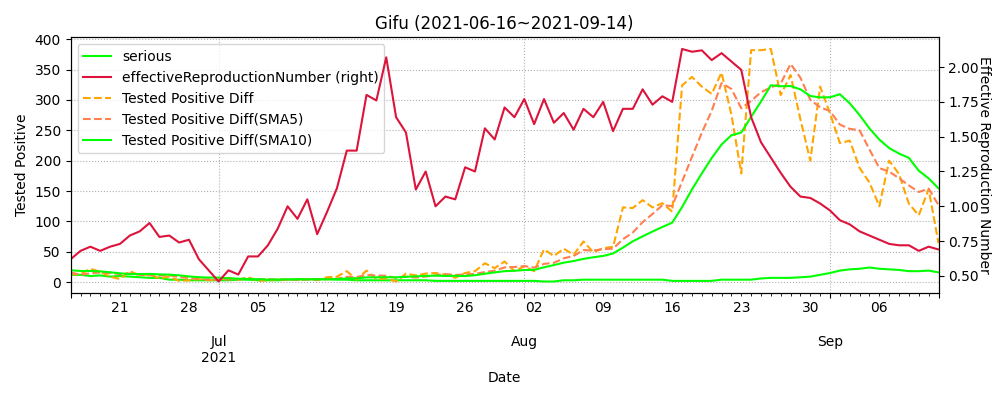 Gifu (2021-06-16~2021-09-14)
serious
effectiveReproductionNumber (right)
Tested Positive Diff
Tested Positive Diff(SMA5)
Tested Positive Diff(SMA10)
Tested Positive
400
350
300
250
200
150
100
50
0
Effective Reproduction Number
2.00
1.75
1.50
1.25
1.00
0.75
0.50
21 28 05 12 19 26 02 09 16 23 30 06
Jul Aug Sep
2021
Date